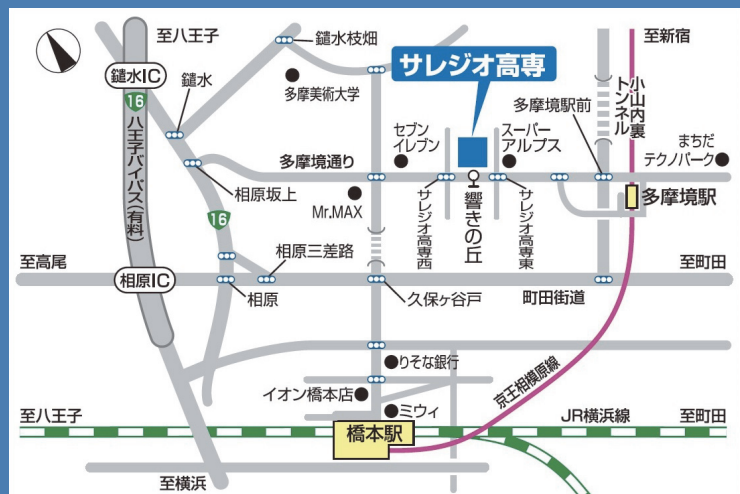 至八王子
鑓水枝畑
サレジオ高専
至新宿
鑓水IC
鑓水
多摩美術大学
小山内裏
トンネル
16
八王子バイパス(有料)
セブン
イレブン
スーパー
アルプス
多摩境駅前
まちだ
テクノパーク
多摩境通り
相原坂上
Mr.MAX
サレジオ高専西
響きの丘
サレジオ高専東
多摩境駅
16
相原三差路
至高尾
相原IC
相原
久保ヶ谷戸
町田街道
至町田
りそな銀行
イオン橋本店
ミウィ
京王相模原線
至八王子
橋本駅
JR横浜線
至町田
至横浜